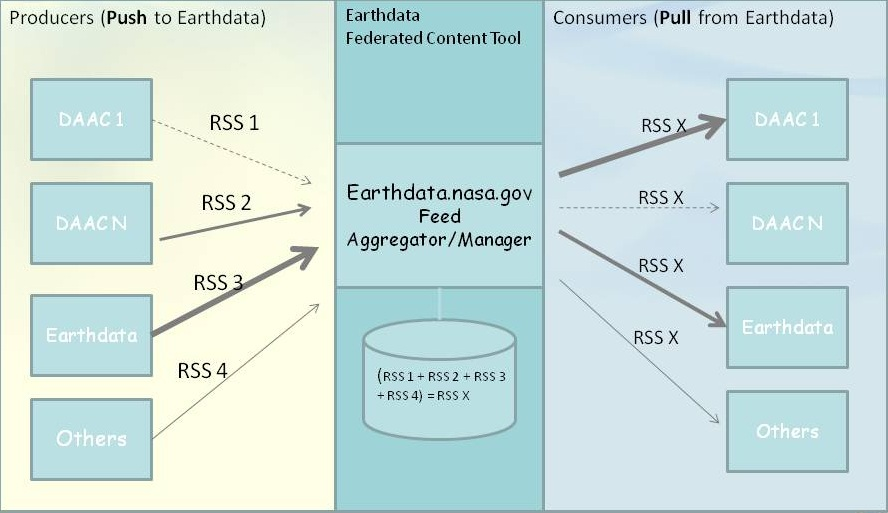 Producers (Push to Earthdata)
DAAC 1
DAAC N
Earthdata
Others
RSS 1
RSS 2
RSS 3
RSS 4
Earthdata
Federated Content Tool
Earthdata.nasa.gov
Feed
Aggregator/Manager
(RSS 1 + RSS 2 + RSS 3
+ RSS 4) = RSS X
Consumers (Pull from Earthdata)
RSS X
RSS X
RSS X
RSS X
DAAC 1
DAAC N
Earthdata
Others